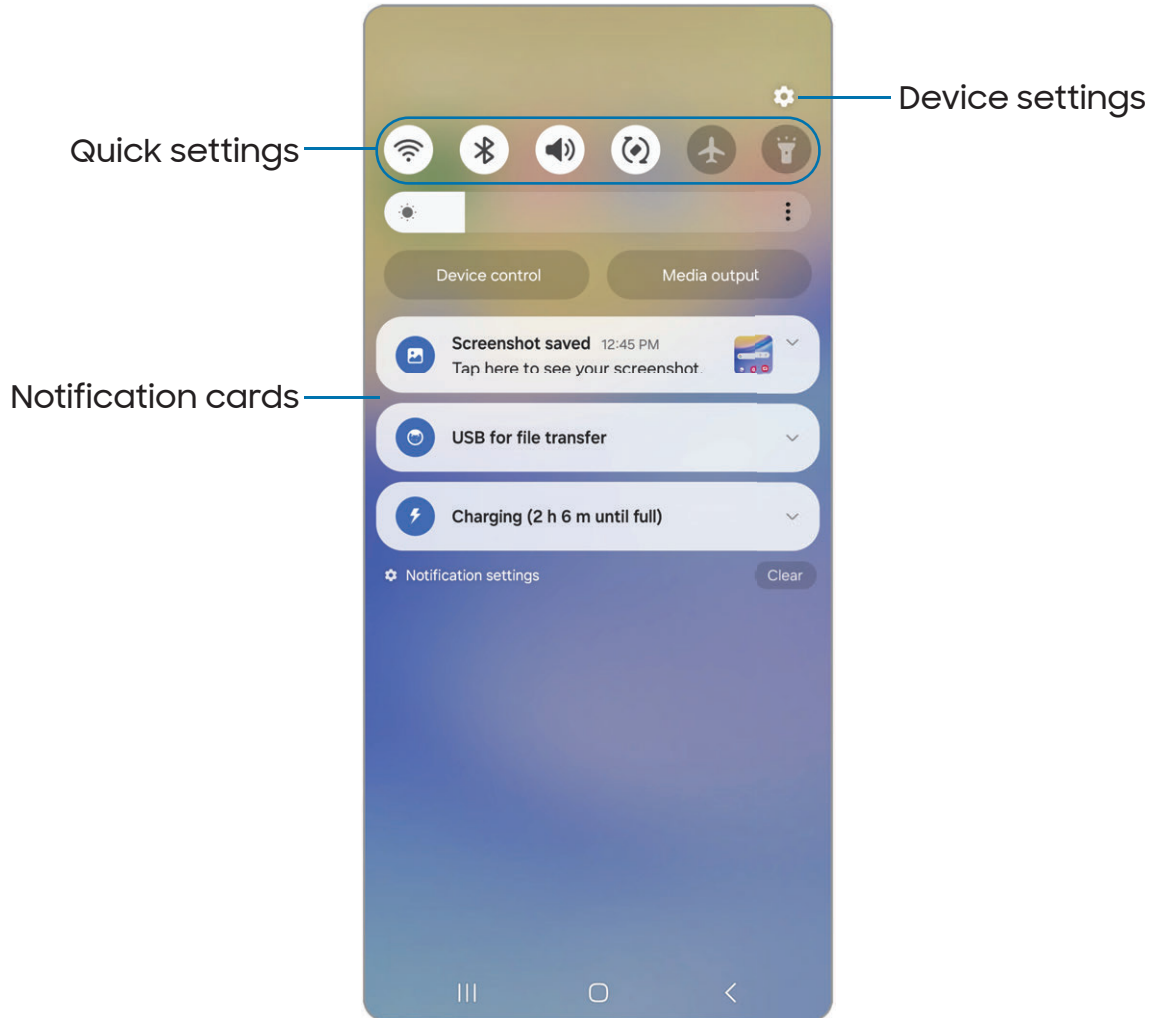 Device settings
Quick settings
Device control
Media output
Screenshot saved 12:45 PM
Tap here to see your screenshot.
Notification cards
USB for file transfer
Charging (2 h 6 m until full)
Notification settings
Clear